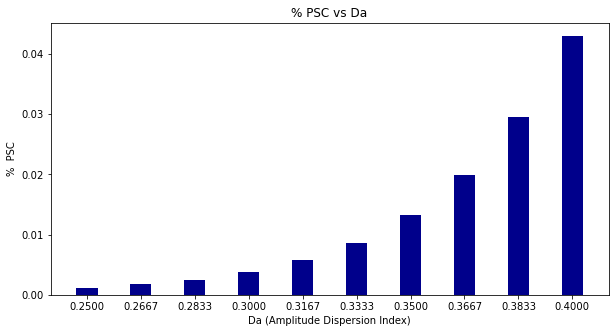 % PSC vs Da
% PSC
0.04
0.03
0.02
0.01
0.00
0.2500 0.2667 0.2833 0.3000 0.3167 0.3333 0.3500 0.3667 0.3833 0.4000
Da (Amplitude Dispersion Index)